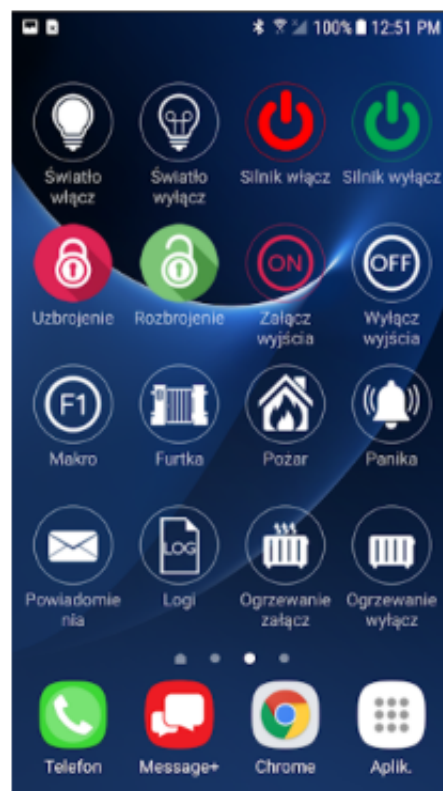 100% 12:51 PM
Światło włącz
Światło wyłącz
Silnik włącz
Silnik wyłącz
Uzbrojenie
Rozbrojenie
ON
Załącz wyjścia
OFF
Wyłącz wyjścia
F1
Makro
Furtka
Pożar
Panika
Powiadomie
nia
LOG
Logi
Ogrzewanie załącz
Ogrzewanie wyłącz
Telefon
Message+
Chrome
Aplik.